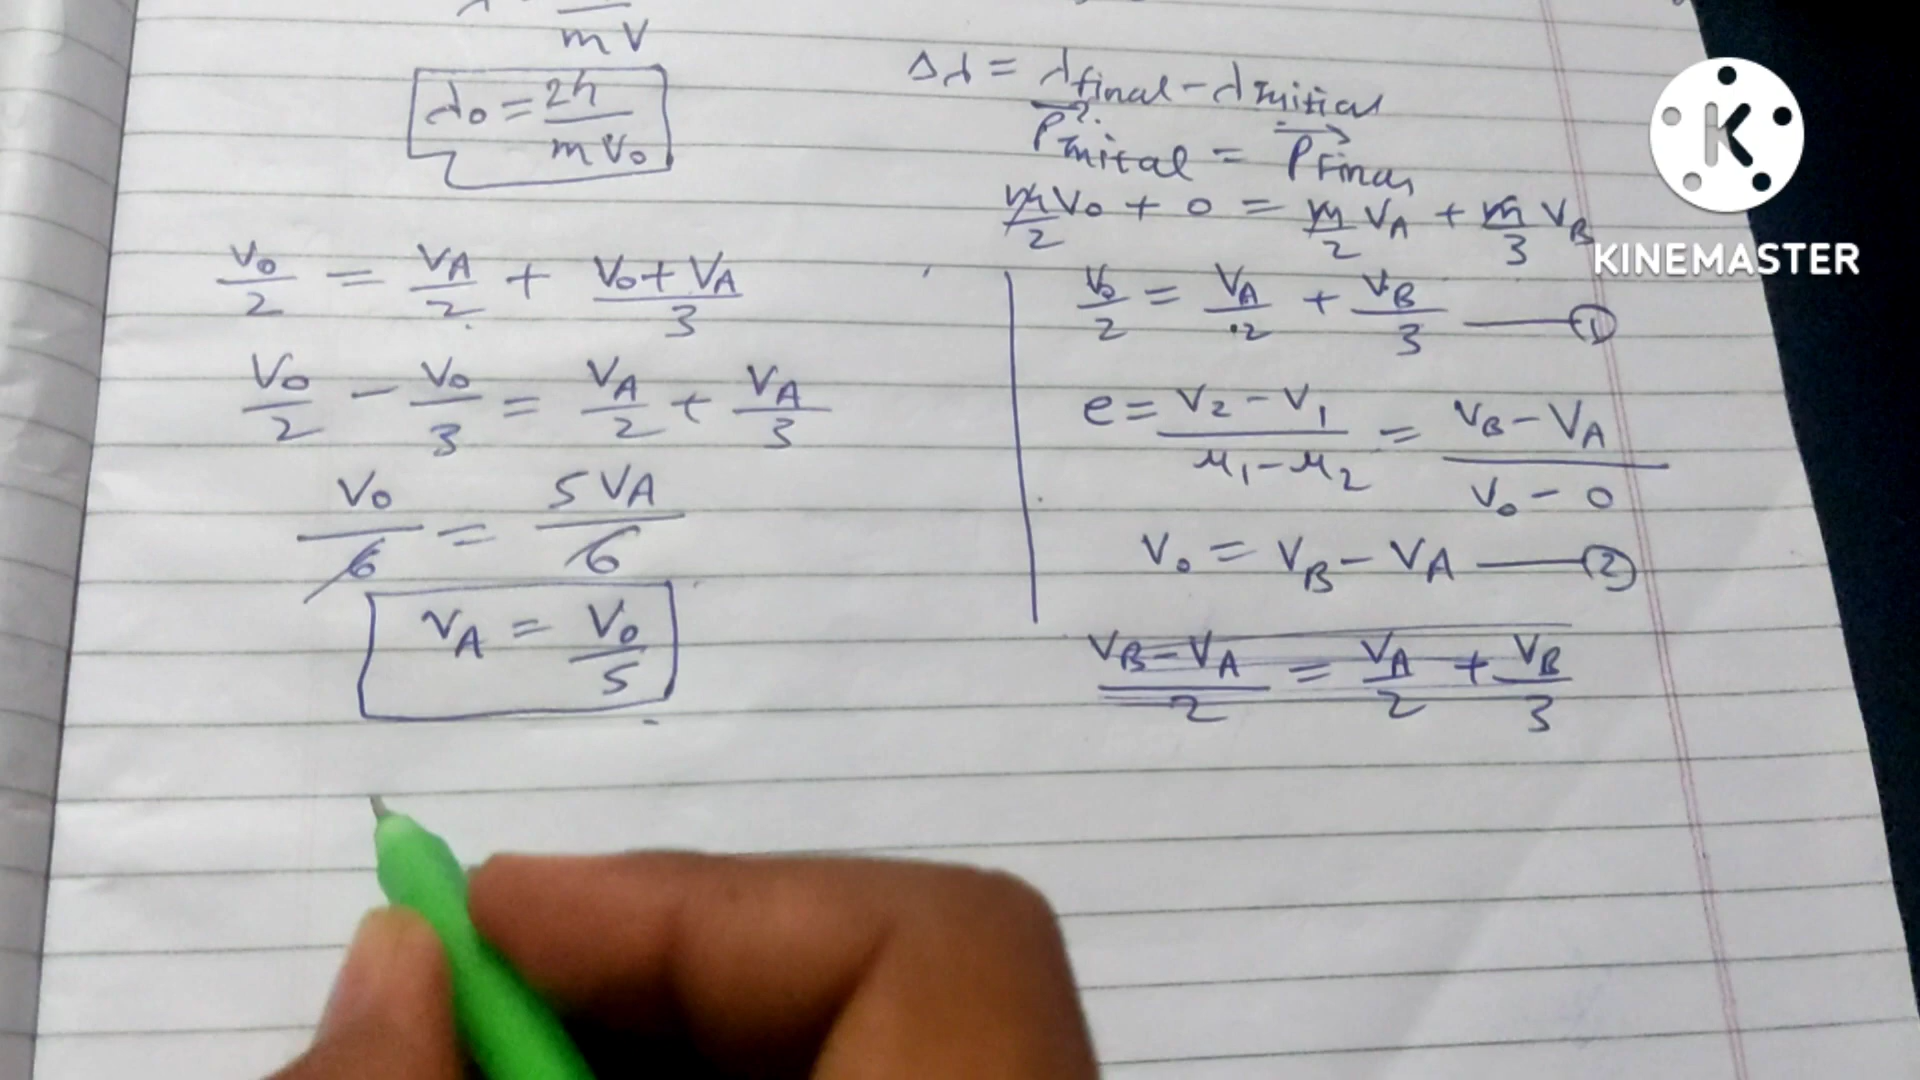 mV
λ₀ = 2h/mV₀
Δλ = λfinal - λInitial
PInital = PFinal
m/2 V₀ + 0 = m/2 VA + m/3 VB
V₀/2 = VA/2 + VB/3 — ①
e = V₂ - V₁ / u₁ - u₂ = VB - VA / V₀ - 0
V₀ = VB - VA — ②
VB - VA / 2 = VA/2 + VB/3
V₀/2 = VA/2 + V₀ + VA / 3
V₀/2 - V₀/3 = VA/2 + VA/3
V₀/6 = 5VA/6
VA = V₀/5
K
KINEMASTER